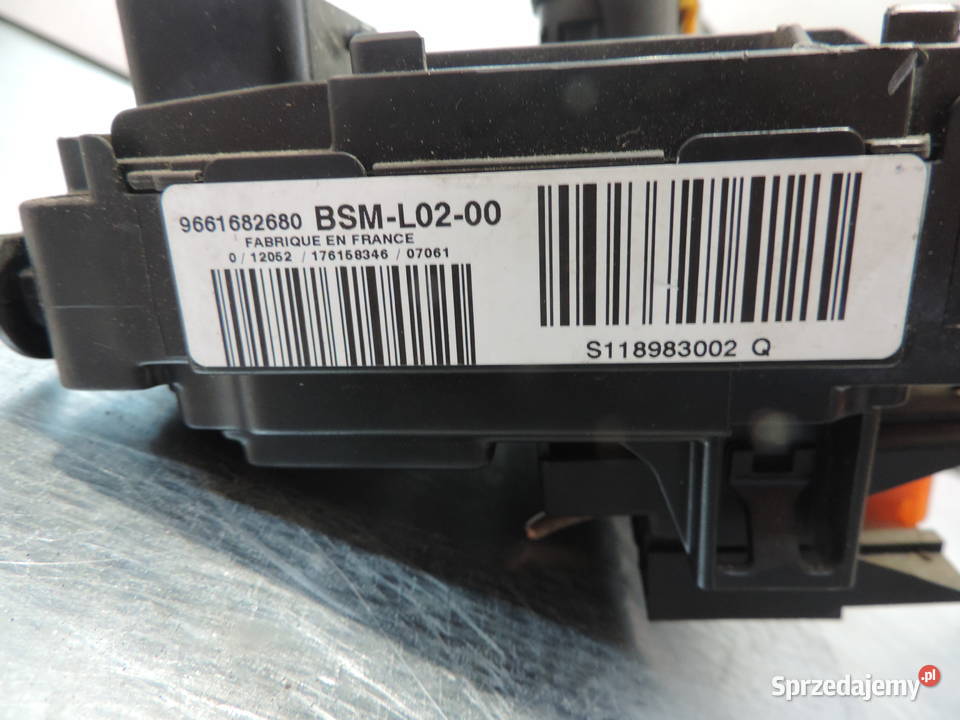 9661682680 BSM-L02-00
FABRIQUE EN FRANCE
0 / 12052 / 176158346 / 07061
S118983002 Q
Sprzedajemy.pl